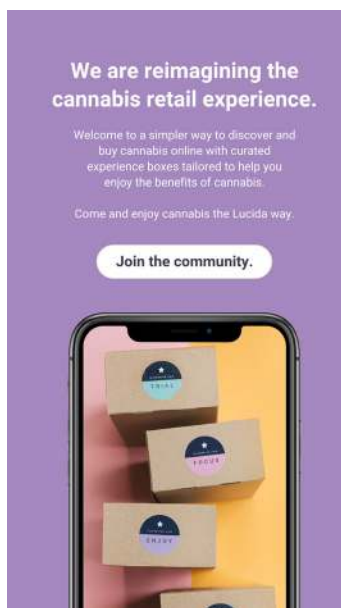 We are reimagining the
cannabis retail experience.
Welcome to a simpler way to discover and
buy cannabis online with curated
experience boxes tailored to help you
enjoy the benefits of cannabis.
Come and enjoy cannabis the Lucida way.
Join the community.
TRIAL
FOCUS
ENJOY